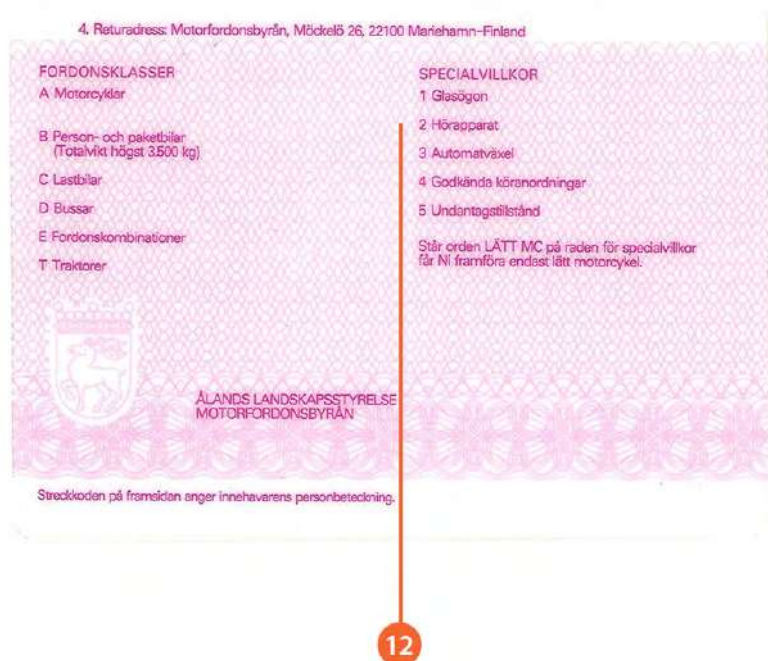 4. Returadress: Motorfordonsbyrån, Möckelö 26, 22100 Mariehamn-Finland
FORDONSKLASSER
A Motorcyklar
B Person- och paketbilar
(Totalvikt högst 3.500 kg)
C Lastbilar
D Bussar
E Fordonskombinationer
T Traktorer
SPECIALVILLKOR
1 Glasögon
2 Hörapparat
3 Automatväxel
4 Godkända köranordningar
5 Undantagstillstånd
Står orden LÄTT MC på raden för specialvillkor
får Ni framföra endast lätt motorcykel.
ÅLANDS LANDSKAPSSTYRELSE
MOTORFORDONSBYRÅN
Streckkoden på framsidan anger innehavarens personbeteckning.
12